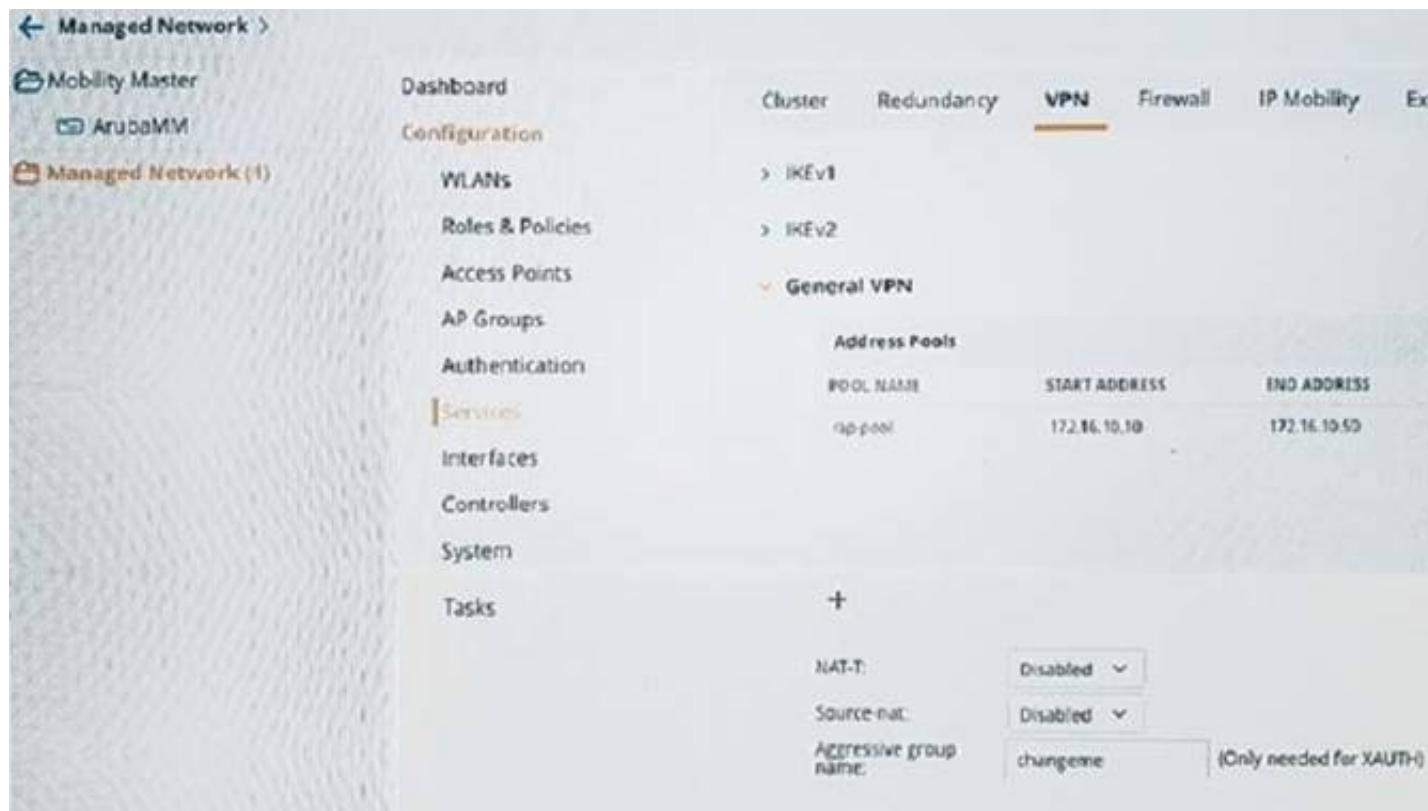 ← Managed Network >
Mobility Master
ArubaMM
Managed Network (1)
Dashboard
Configuration
WLANs
Roles & Policies
Access Points
AP Groups
Authentication
Services
Interfaces
Controllers
System
Tasks
Cluster Redundancy VPN Firewall IP Mobility Ex
> IKEv1
> IKEv2
General VPN
Address Pools
POOL NAME START ADDRESS END ADDRESS
rap-pool 172.16.10.10 172.16.10.50
+
NAT-T: Disabled
Source-nat: Disabled
Aggressive group name: changeme (Only needed for XAUTH)